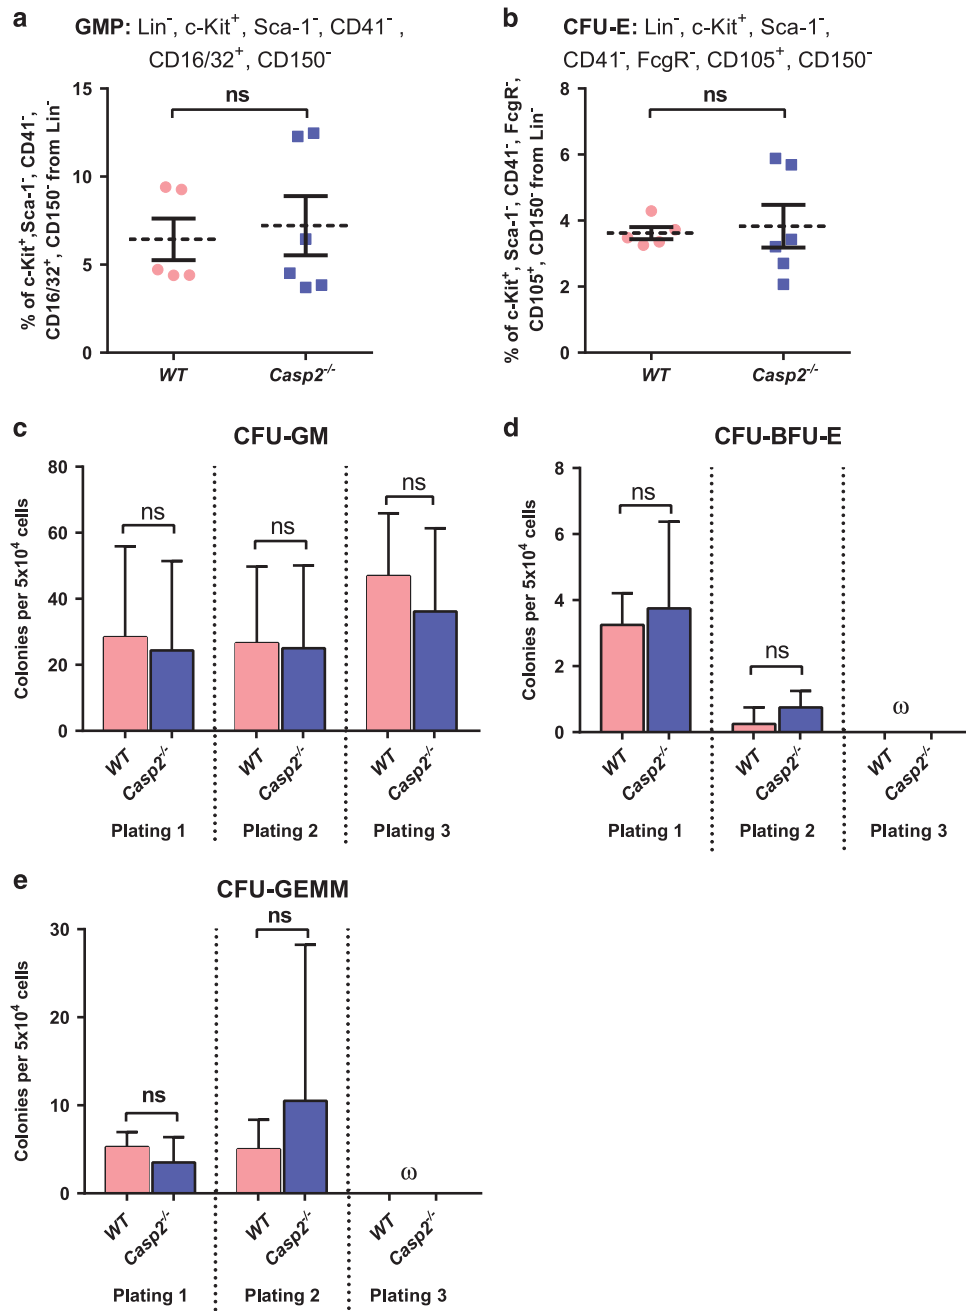 a
GMP: Lin⁻, c-Kit⁺, Sca-1⁻, CD41⁻,
CD16/32⁺, CD150⁻
% of c-Kit⁺,Sca-1⁻, CD41⁻,
CD16/32⁺, CD150⁻ from Lin⁻
15
10
5
0
ns
WT
Casp2⁻/⁻
b
CFU-E: Lin⁻, c-Kit⁺, Sca-1⁻,
CD41⁻, FcgR⁻, CD105⁺, CD150⁻
% of c-Kit⁺, Sca-1⁻, CD41⁻, FcgR⁻,
CD105⁺, CD150⁻ from Lin⁻
8
6
4
2
0
ns
WT
Casp2⁻/⁻
c
CFU-GM
Colonies per 5x10⁴ cells
80
60
40
20
0
ns
ns
ns
WT
Casp2⁻/⁻
WT
Casp2⁻/⁻
WT
Casp2⁻/⁻
Plating 1
Plating 2
Plating 3
d
CFU-BFU-E
Colonies per 5x10⁴ cells
8
6
4
2
0
ns
ns
ω
WT
Casp2⁻/⁻
WT
Casp2⁻/⁻
WT
Casp2⁻/⁻
Plating 1
Plating 2
Plating 3
e
CFU-GEMM
Colonies per 5x10⁴ cells
30
20
10
0
ns
ns
ω
WT
Casp2⁻/⁻
WT
Casp2⁻/⁻
WT
Casp2⁻/⁻
Plating 1
Plating 2
Plating 3